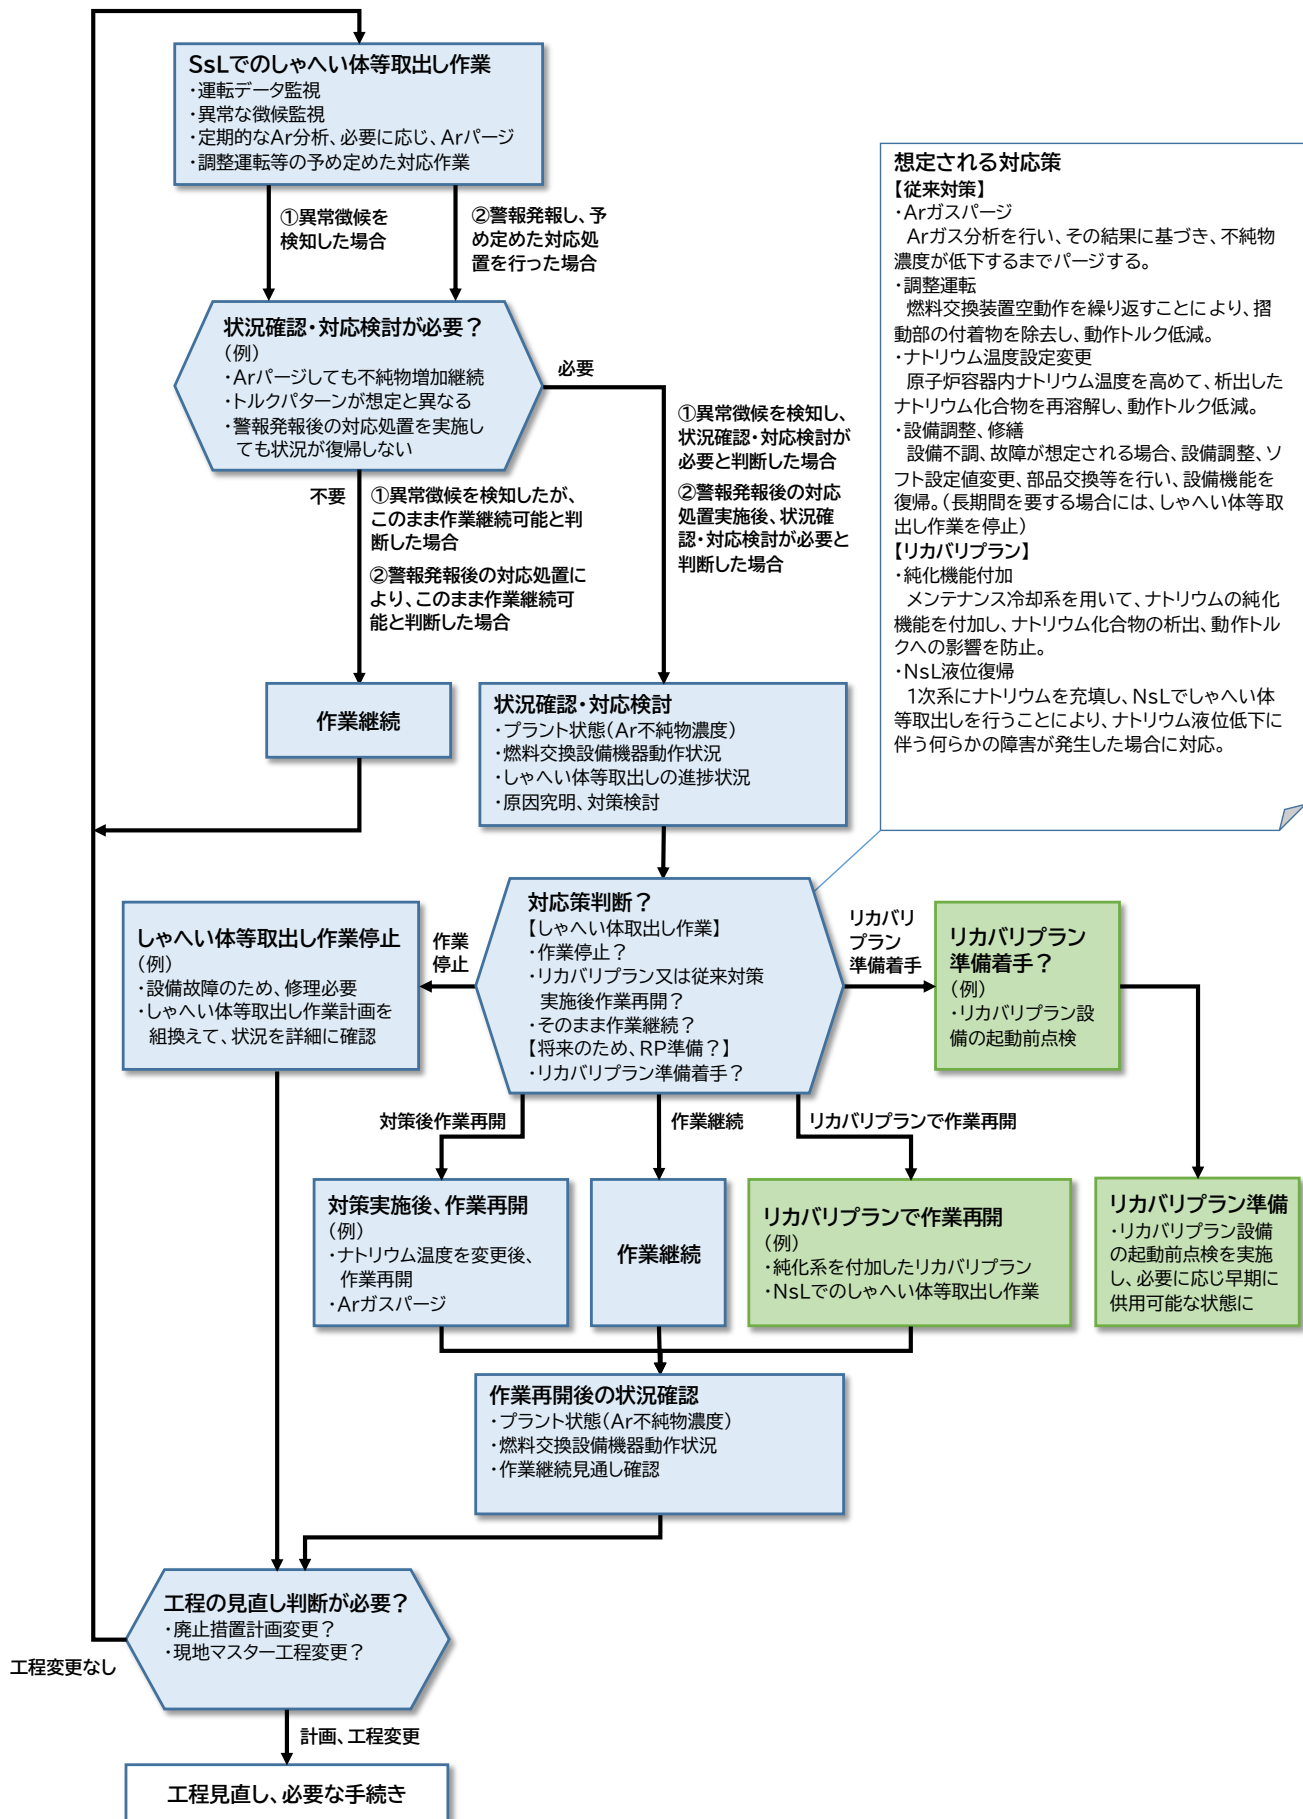 SsLでのしゃへい体等取出し作業
・運転データ監視
・異常な徴候監視
・定期的なAr分析、必要に応じ、Arパージ
・調整運転等の予め定めた対応作業
①異常徴候を
検知した場合
②警報発報し、予
め定めた対応処
置を行った場合
状況確認・対応検討が必要？
（例）
・Arパージしても不純物増加継続
・トルクパターンが想定と異なる
・警報発報後の対応処置を実施し
ても状況が復帰しない
必要
①異常徴候を検知し、
状況確認・対応検討が
必要と判断した場合
②警報発報後の対応
処置実施後、状況確
認・対応検討が必要と
判断した場合
不要
①異常徴候を検知したが、
このまま作業継続可能と判
断した場合
②警報発報後の対応処置に
より、このまま作業継続可
能と判断した場合
作業継続
状況確認・対応検討
・プラント状態（Ar不純物濃度）
・燃料交換設備機器動作状況
・しゃへい体等取出しの進捗状況
・原因究明、対策検討
想定される対応策
【従来対策】
・Arガスパージ
Arガス分析を行い、その結果に基づき、不純物
濃度が低下するまでパージする。
・調整運転
燃料交換装置空動作を繰り返すことにより、摺
動部の付着物を除去し、動作トルク低減。
・ナトリウム温度設定変更
原子炉容器内ナトリウム温度を高めて、析出した
ナトリウム化合物を再溶解し、動作トルク低減。
・設備調整、修繕
設備不調、故障が想定される場合、設備調整、ソ
フト設定値変更、部品交換等を行い、設備機能を
復帰。（長期間を要する場合には、しゃへい体等取
出し作業を停止）
【リカバリプラン】
・純化機能付加
メンテナンス冷却系を用いて、ナトリウムの純化
機能を付加し、ナトリウム化合物の析出、動作トル
クへの影響を防止。
・NsL液位復帰
1次系にナトリウムを充填し、NsLでしゃへい体
等取出しを行うことにより、ナトリウム液位低下に
伴う何らかの障害が発生した場合に対応。
対応策判断？
【しゃへい体取出し作業】
・作業停止？
・リカバリプラン又は従来対策
実施後作業再開？
・そのまま作業継続？
【将来のため、RP準備？】
・リカバリプラン準備着手？
作業
停止
しゃへい体等取出し作業停止
（例）
・設備故障のため、修理必要
・しゃへい体等取出し作業計画を
組換えて、状況を詳細に確認
リカバリ
プラン
準備着手
リカバリプラン
準備着手？
（例）
・リカバリプラン設
備の起動前点検
対策後作業再開
作業継続
リカバリプランで作業再開
対策実施後、作業再開
（例）
・ナトリウム温度を変更後、
作業再開
・Arガスパージ
作業継続
リカバリプランで作業再開
（例）
・純化系を付加したリカバリプラン
・NsLでのしゃへい体等取出し作業
リカバリプラン準備
・リカバリプラン設備
の起動前点検を実施
し、必要に応じ早期に
供用可能な状態に
作業再開後の状況確認
・プラント状態（Ar不純物濃度）
・燃料交換設備機器動作状況
・作業継続見通し確認
工程の見直し判断が必要？
・廃止措置計画変更？
・現地マスター工程変更？
工程変更なし
計画、工程変更
工程見直し、必要な手続き